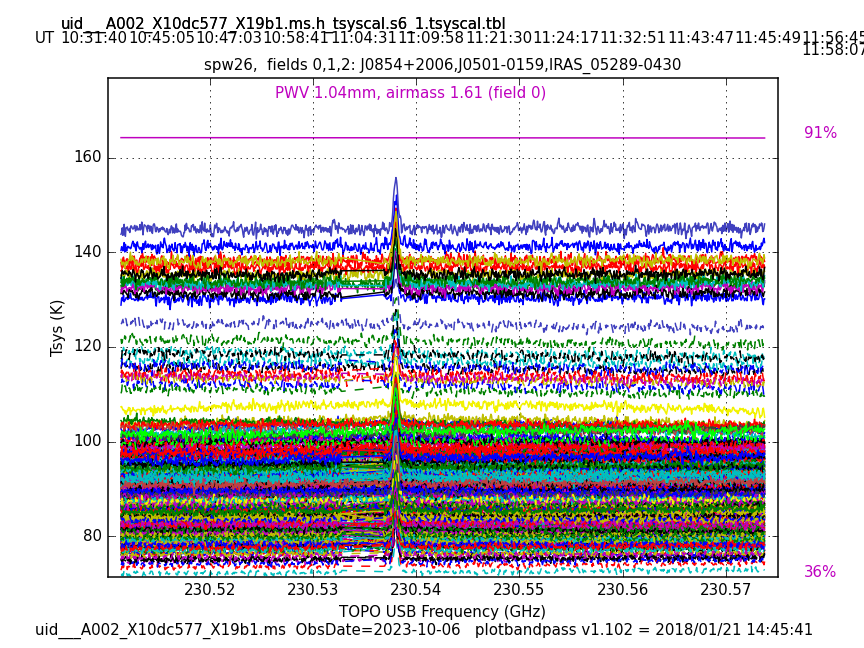 uid___A002_X10dc577_X19b1.ms.h_tsyscal.s6_1.tsyscal.tbl
UT 10:31:40 10:45:05 10:47:03 10:58:41 11:04:31 11:09:58 11:21:30 11:24:17 11:32:51 11:43:47 11:45:49 11:56:45
11:58:07
spw26, fields 0,1,2: J0854+2006,J0501-0159,IRAS_05289-0430
PWV 1.04mm, airmass 1.61 (field 0)
91%
160
140
120
100
80
Tsys (K)
36%
230.52 230.53 230.54 230.55 230.56 230.57
TOPO USB Frequency (GHz)
uid___A002_X10dc577_X19b1.ms ObsDate=2023-10-06 plotbandpass v1.102 = 2018/01/21 14:45:41